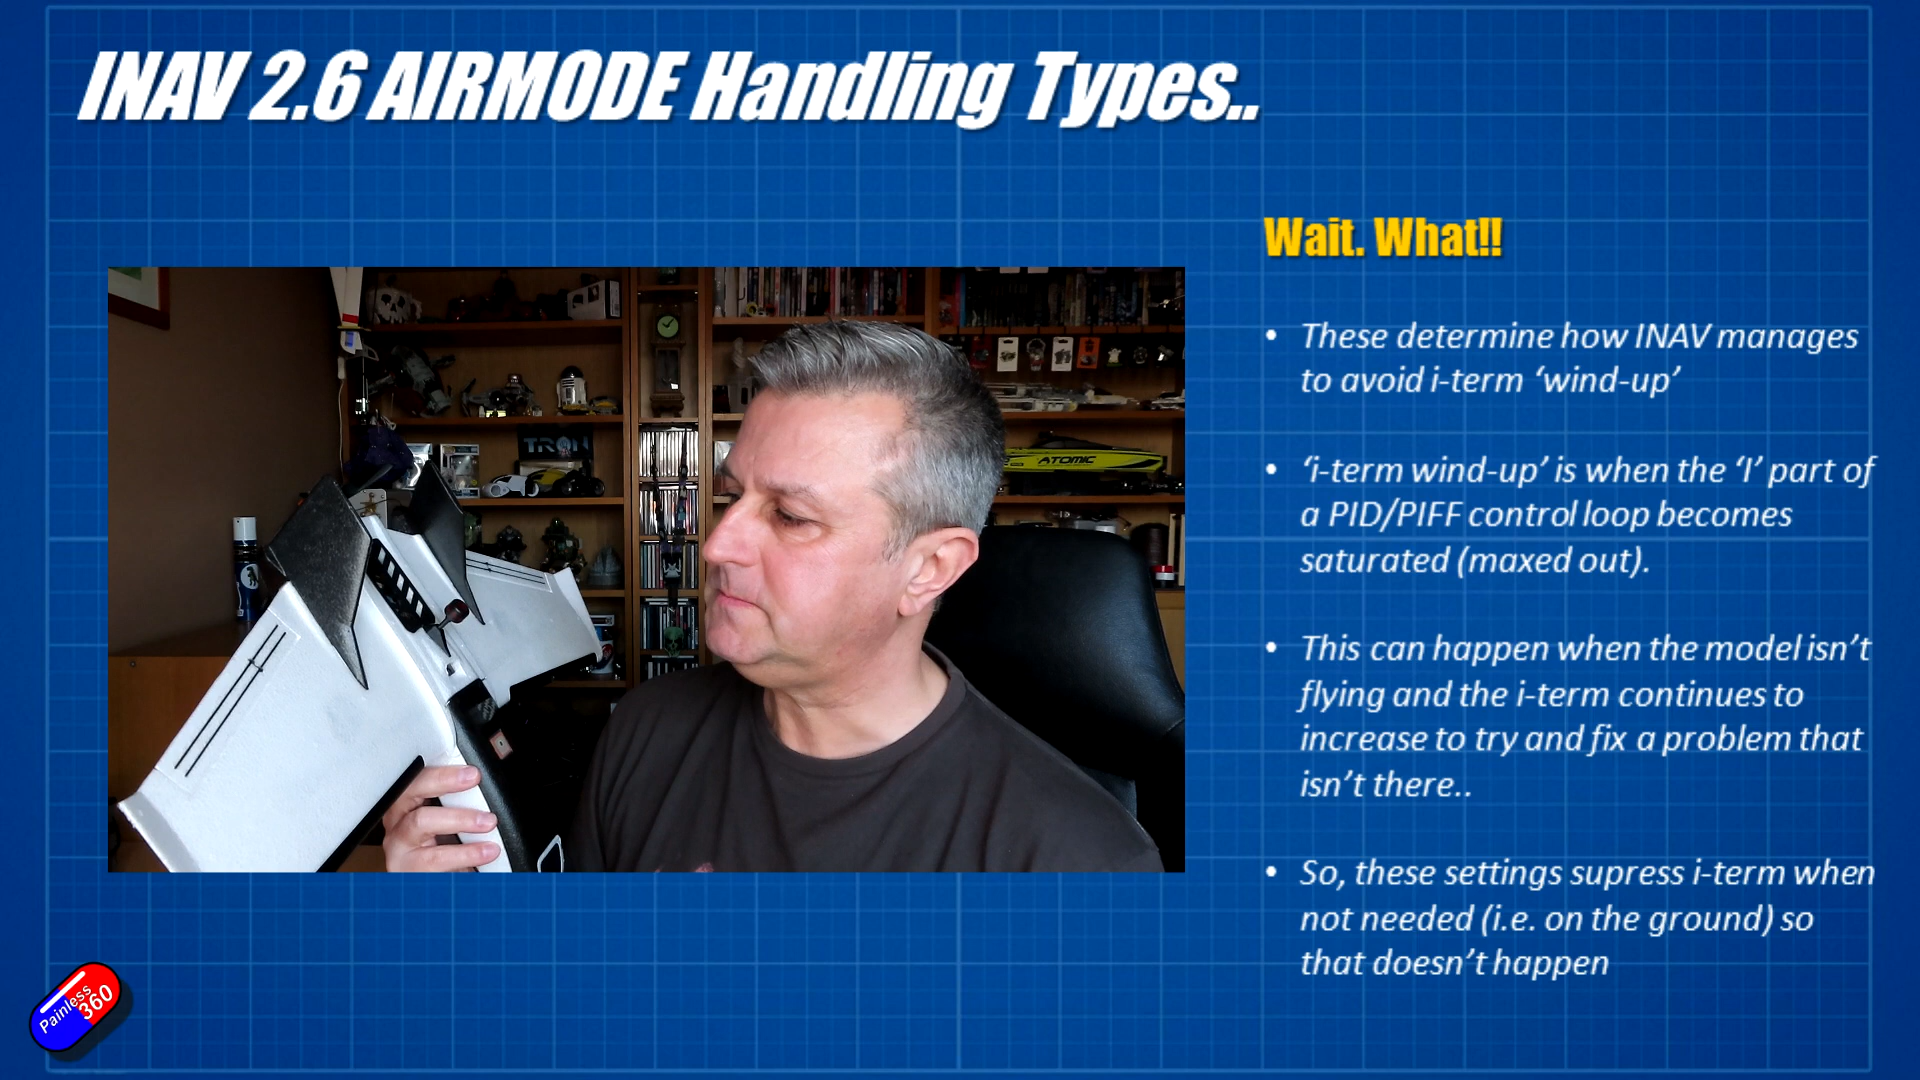 INAV 2.6 AIRMODE Handling Types..
Wait. What!!
• These determine how INAV manages
to avoid i-term ‘wind-up’
• ‘i-term wind-up’ is when the ‘I’ part of
a PID/PIFF control loop becomes
saturated (maxed out).
• This can happen when the model isn’t
flying and the i-term continues to
increase to try and fix a problem that
isn’t there..
• So, these settings supress i-term when
not needed (i.e. on the ground) so
that doesn’t happen
TRON
ATOMIC
Painless
360